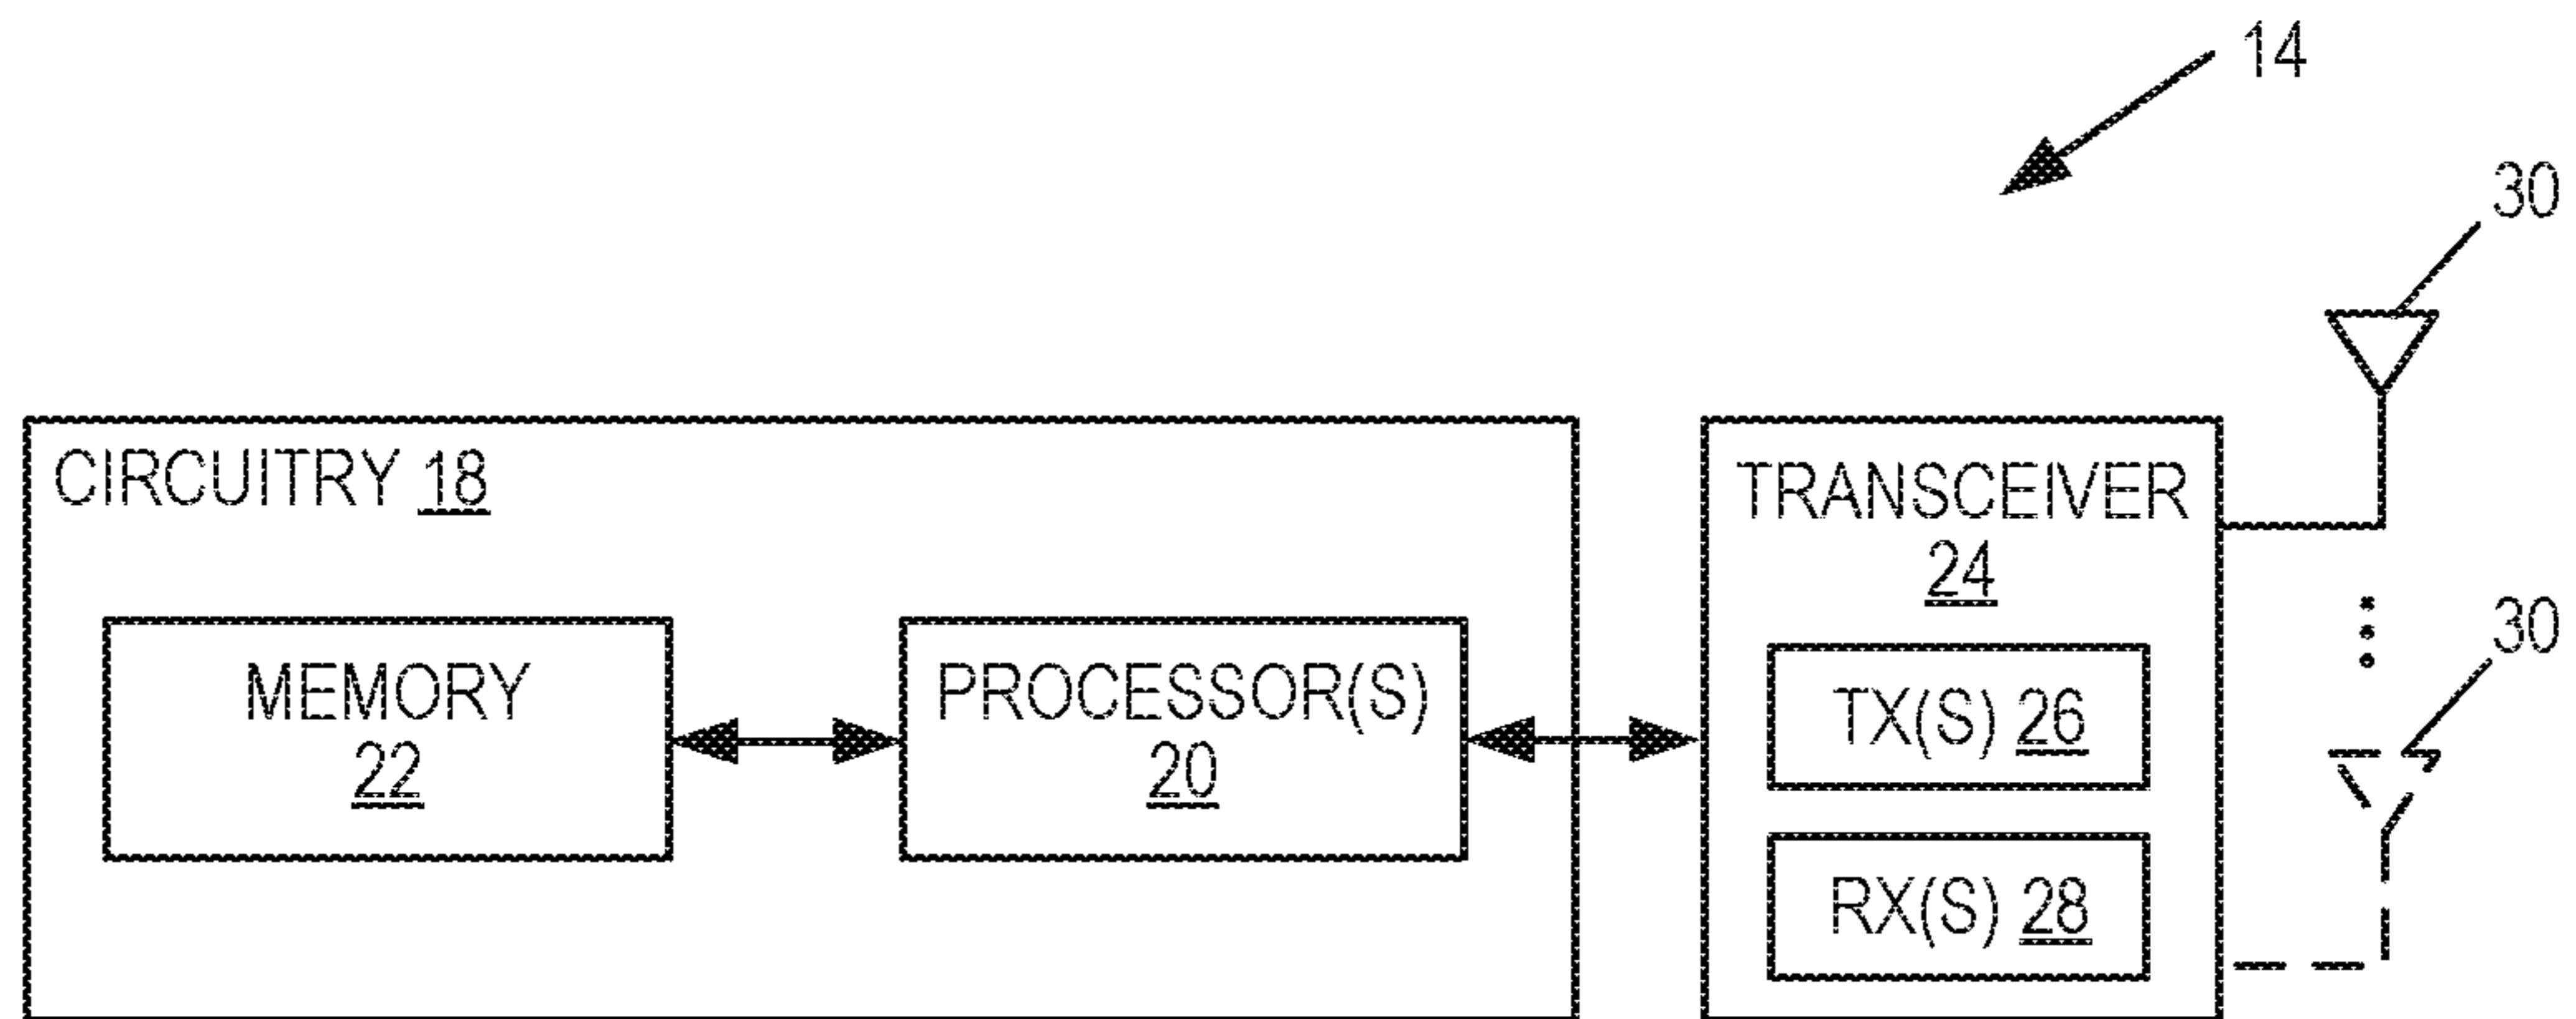 14
30
CIRCUITRY 18
TRANSCEIVER
24
30
MEMORY
22
PROCESSOR(S)
20
TX(S) 26
RX(S) 28